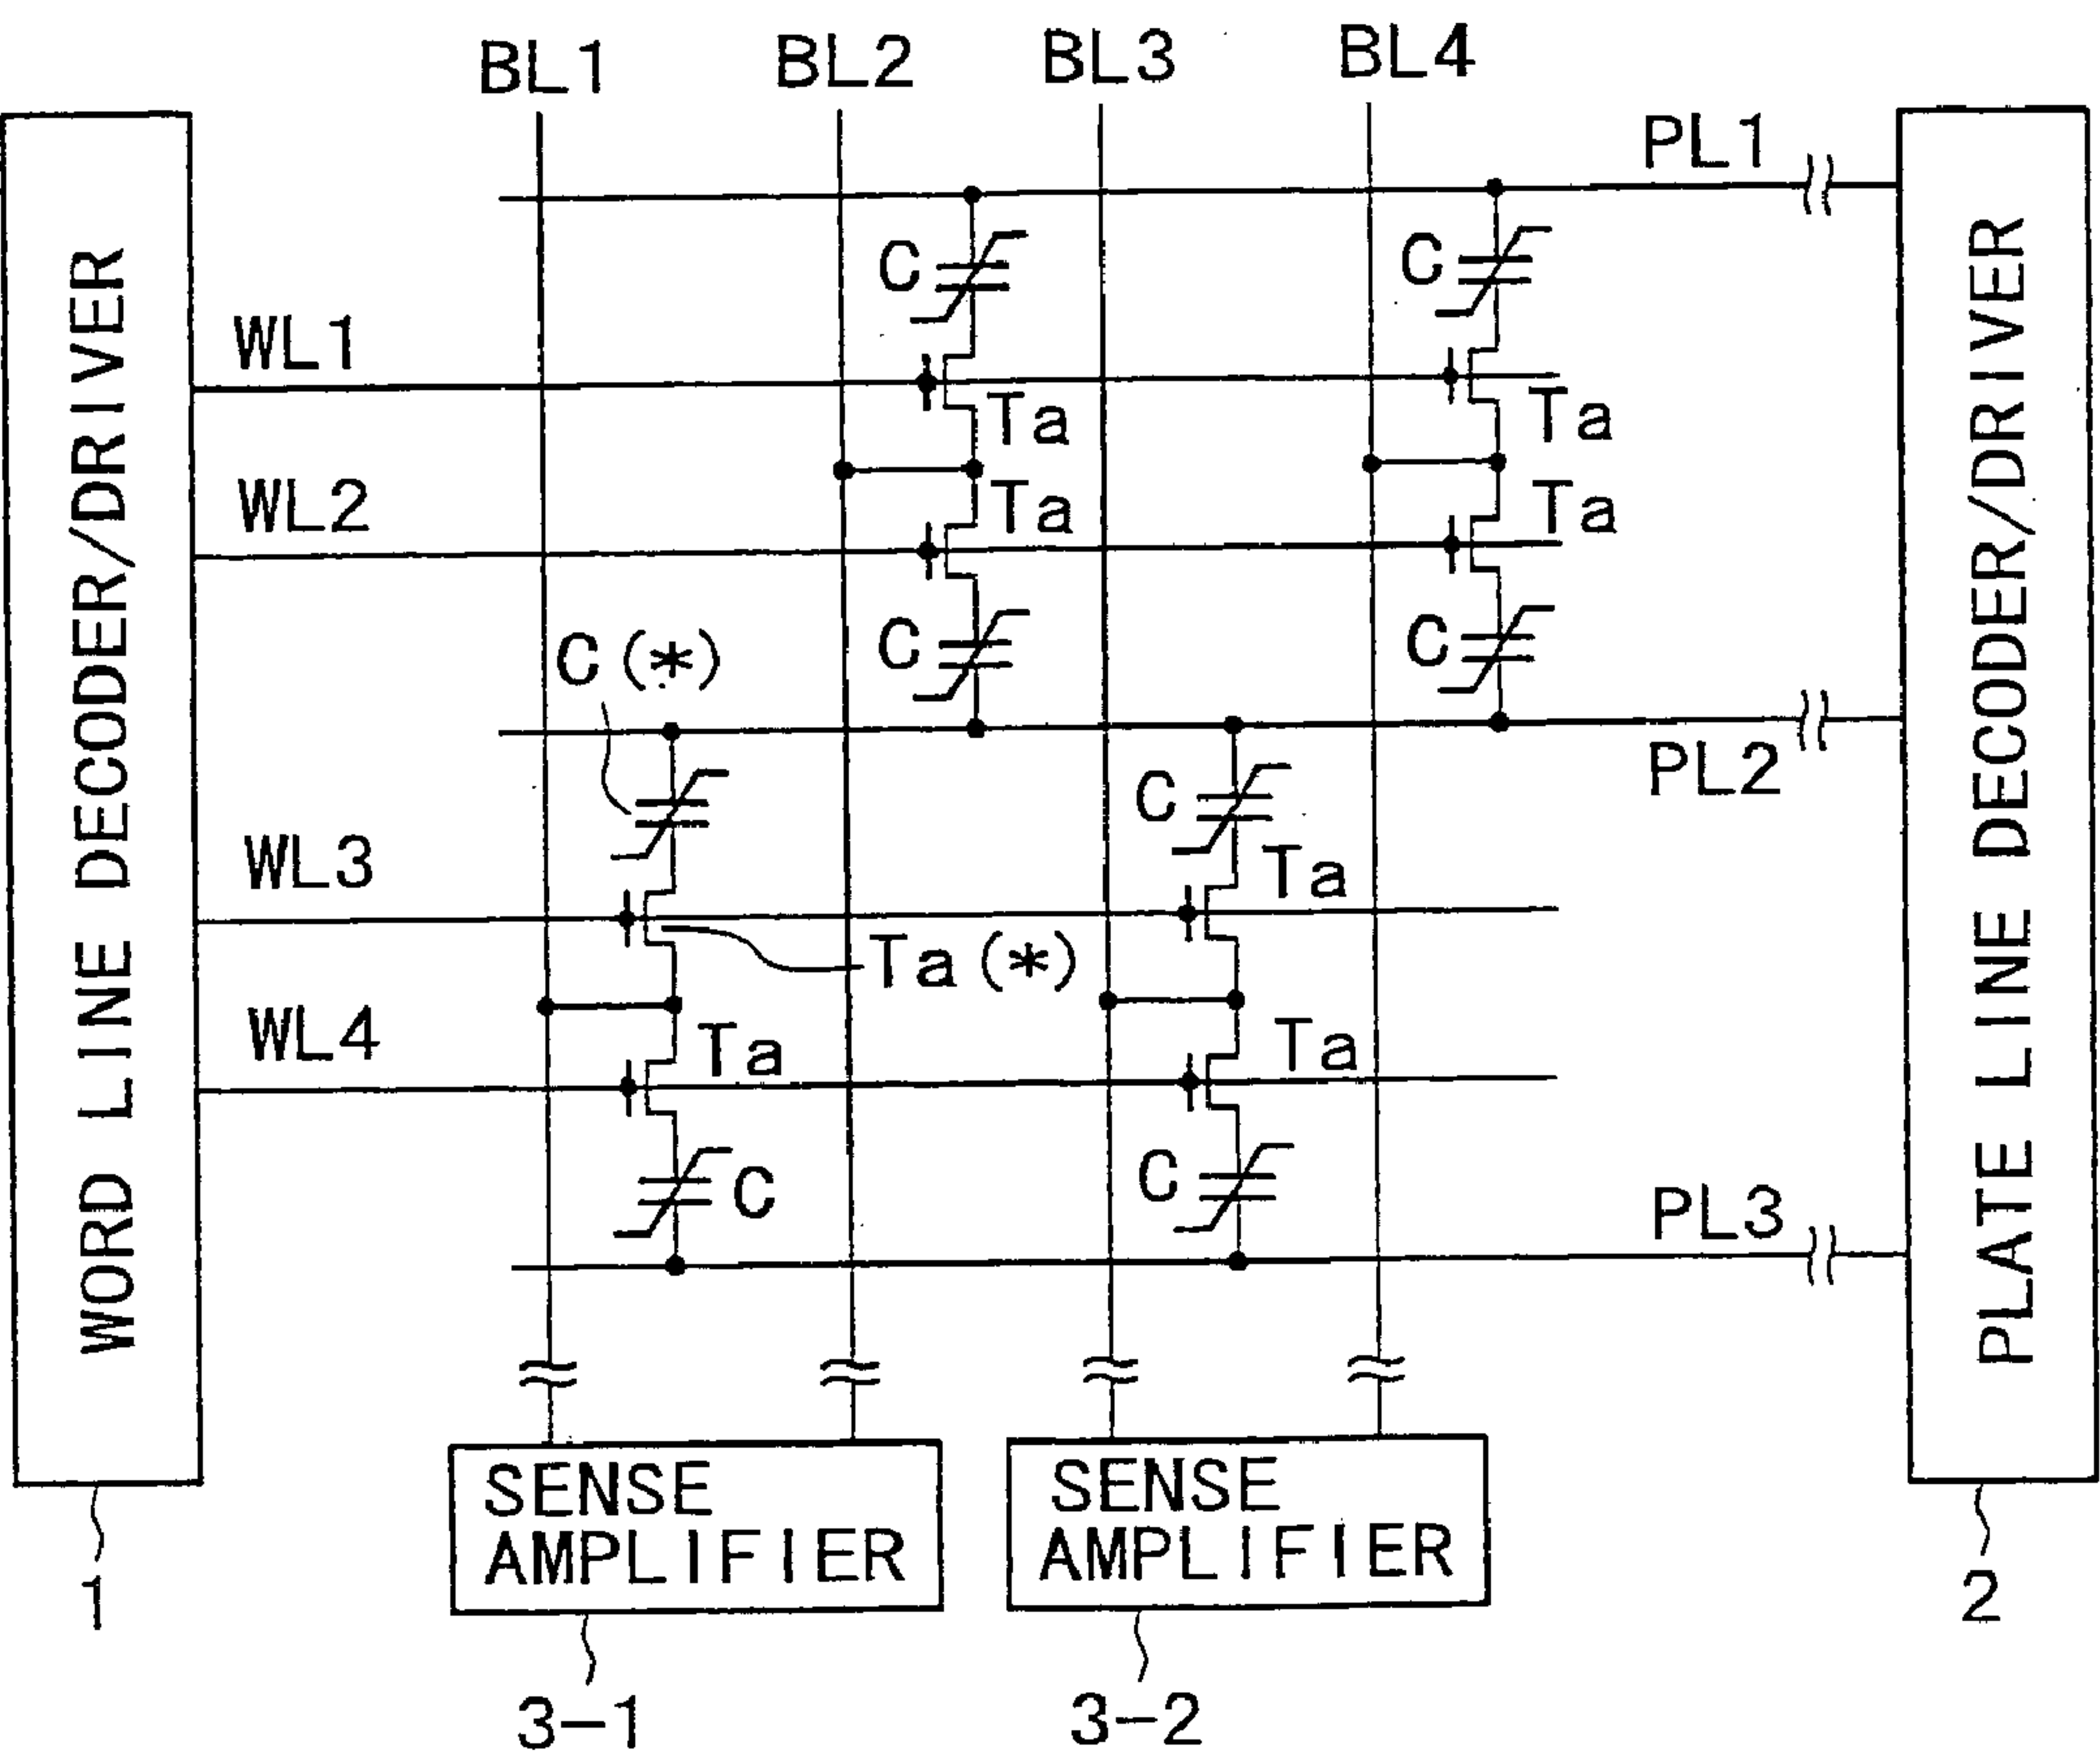 BL1 BL2 BL3 BL4
PL1
C C
WL1
Ta Ta
WL2
Ta Ta
C (*) C C
PL2
C
WL3
Ta
Ta (*)
WL4
Ta Ta
C C
PL3
WORD LINE DECODER/DRIVER
PLATE LINE DECODER/DRIVER
SENSE
AMPLIFIER
SENSE
AMPLIFIER
1
2
3-1
3-2